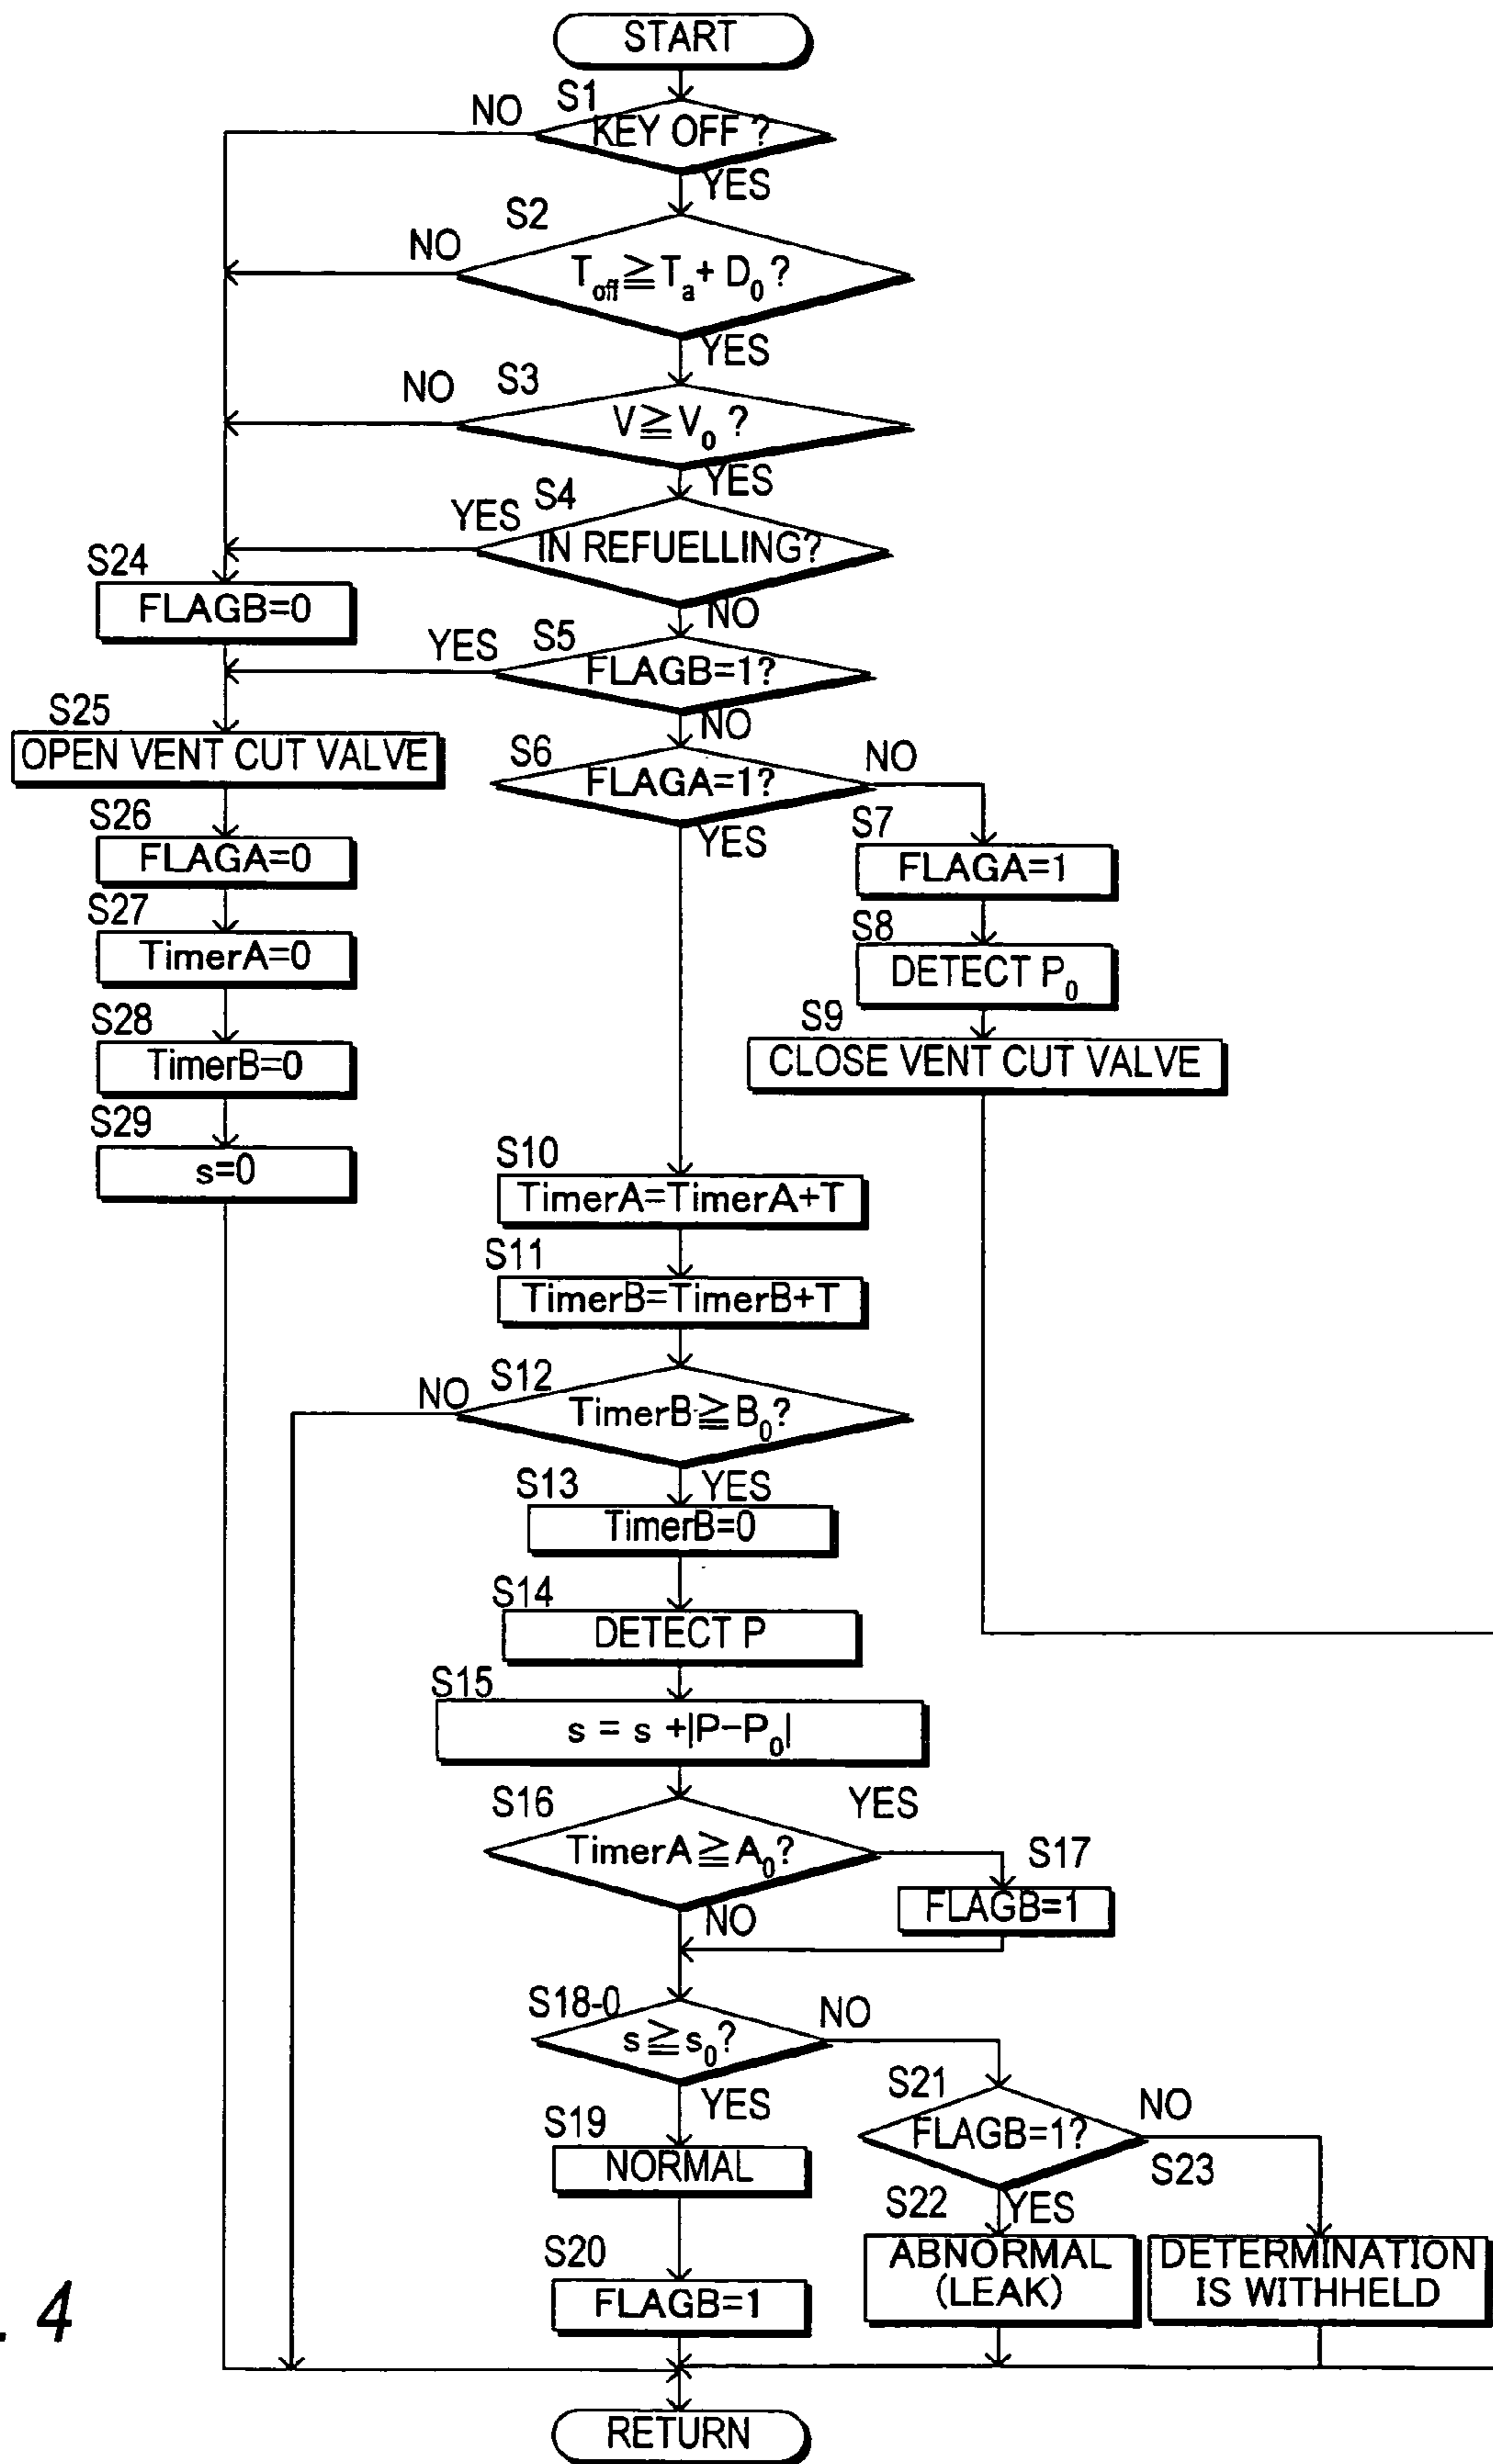 START
S1
NO
KEY OFF ?
YES
S2
NO
T_off ≧ T_a + D_0 ?
YES
S3
NO
V ≧ V_0 ?
YES
S4
YES
IN REFUELLING?
NO
S24
FLAGB=0
S5
YES
FLAGB=1?
NO
S25
OPEN VENT CUT VALVE
S6
FLAGA=1?
NO
YES
S7
FLAGA=1
S26
FLAGA=0
S8
DETECT P_0
S27
TimerA=0
S9
CLOSE VENT CUT VALVE
S28
TimerB=0
S29
s=0
S10
TimerA=TimerA+T
S11
TimerB=TimerB+T
S12
NO
TimerB ≧ B_0?
YES
S13
TimerB=0
S14
DETECT P
S15
s = s +|P−P_0|
S16
YES
TimerA ≧ A_0?
NO
S17
FLAGB=1
S18-0
s ≧ s_0?
NO
YES
S21
FLAGB=1?
NO
YES
S19
NORMAL
S22
ABNORMAL
(LEAK)
S23
DETERMINATION
IS WITHHELD
S20
FLAGB=1
. 4
RETURN